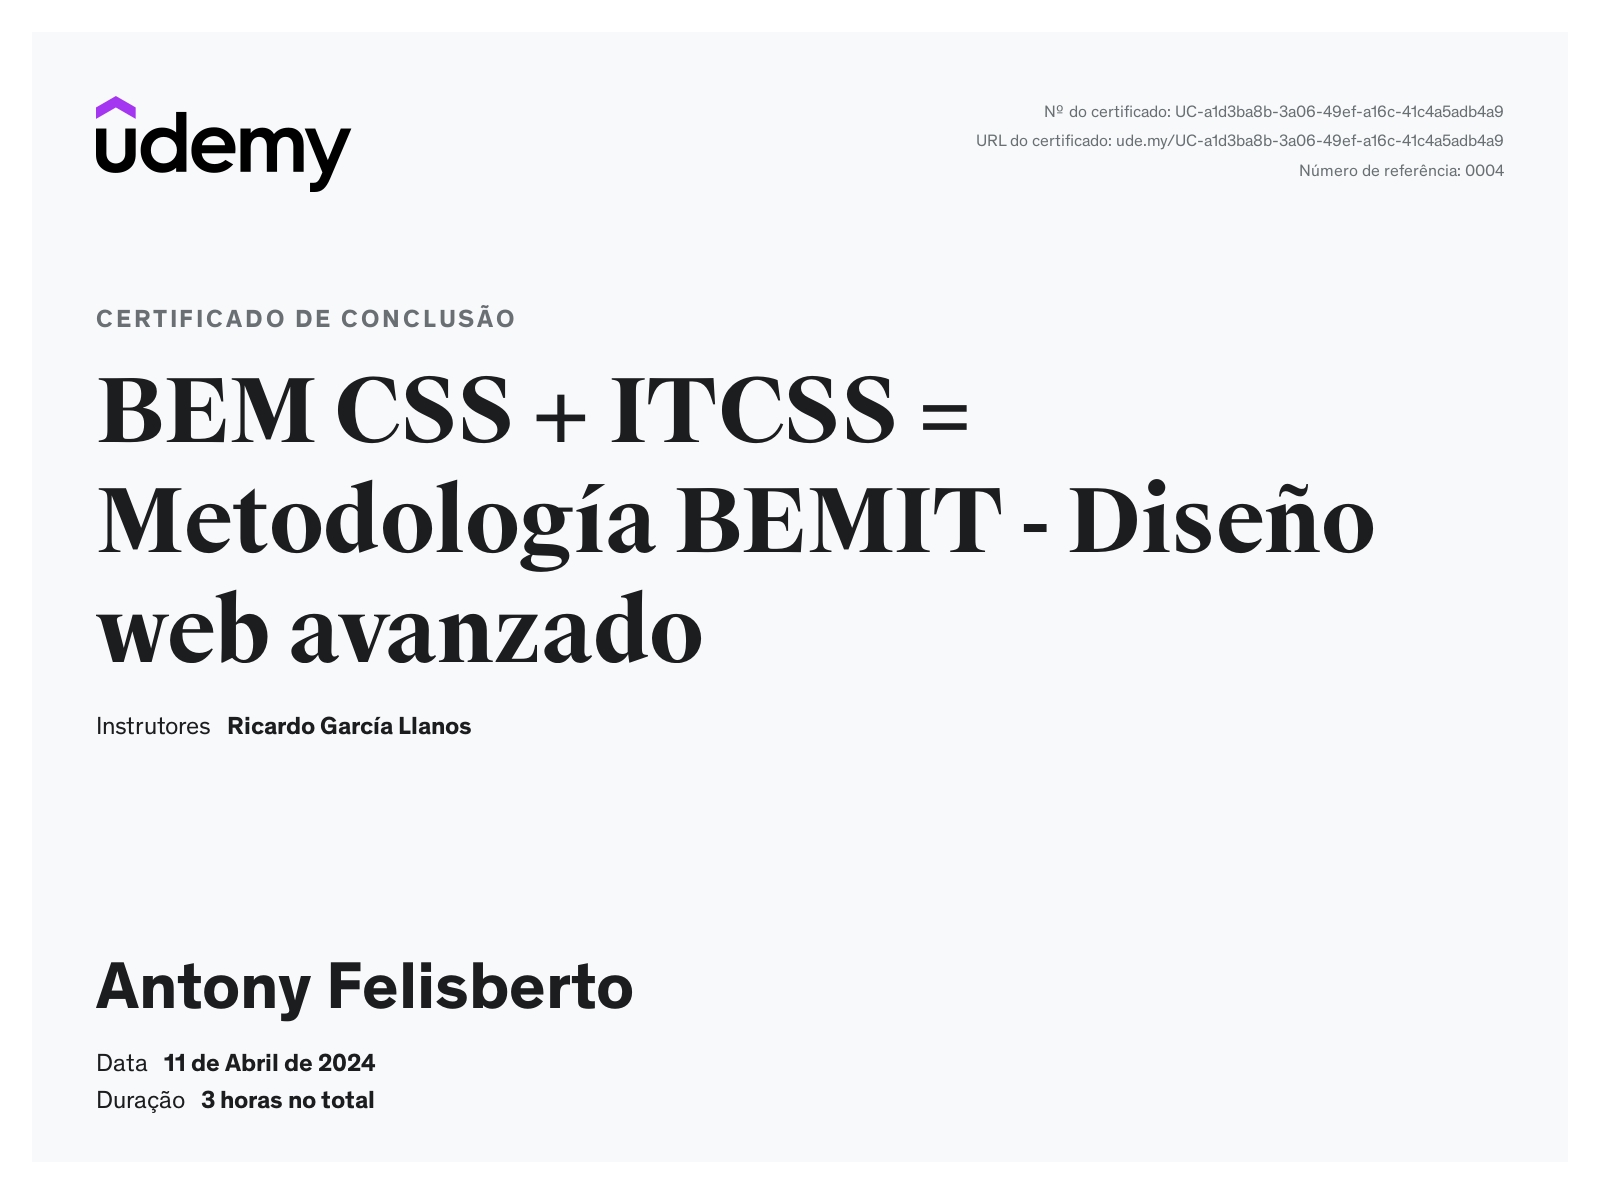 udemy
Nº do certificado: UC-a1d3ba8b-3a06-49ef-a16c-41c4a5adb4a9
URL do certificado: ude.my/UC-a1d3ba8b-3a06-49ef-a16c-41c4a5adb4a9
Número de referência: 0004
CERTIFICADO DE CONCLUSÃO
BEM CSS + ITCSS =
Metodología BEMIT - Diseño
web avanzado
Instrutores Ricardo García Llanos
Antony Felisberto
Data 11 de Abril de 2024
Duração 3 horas no total